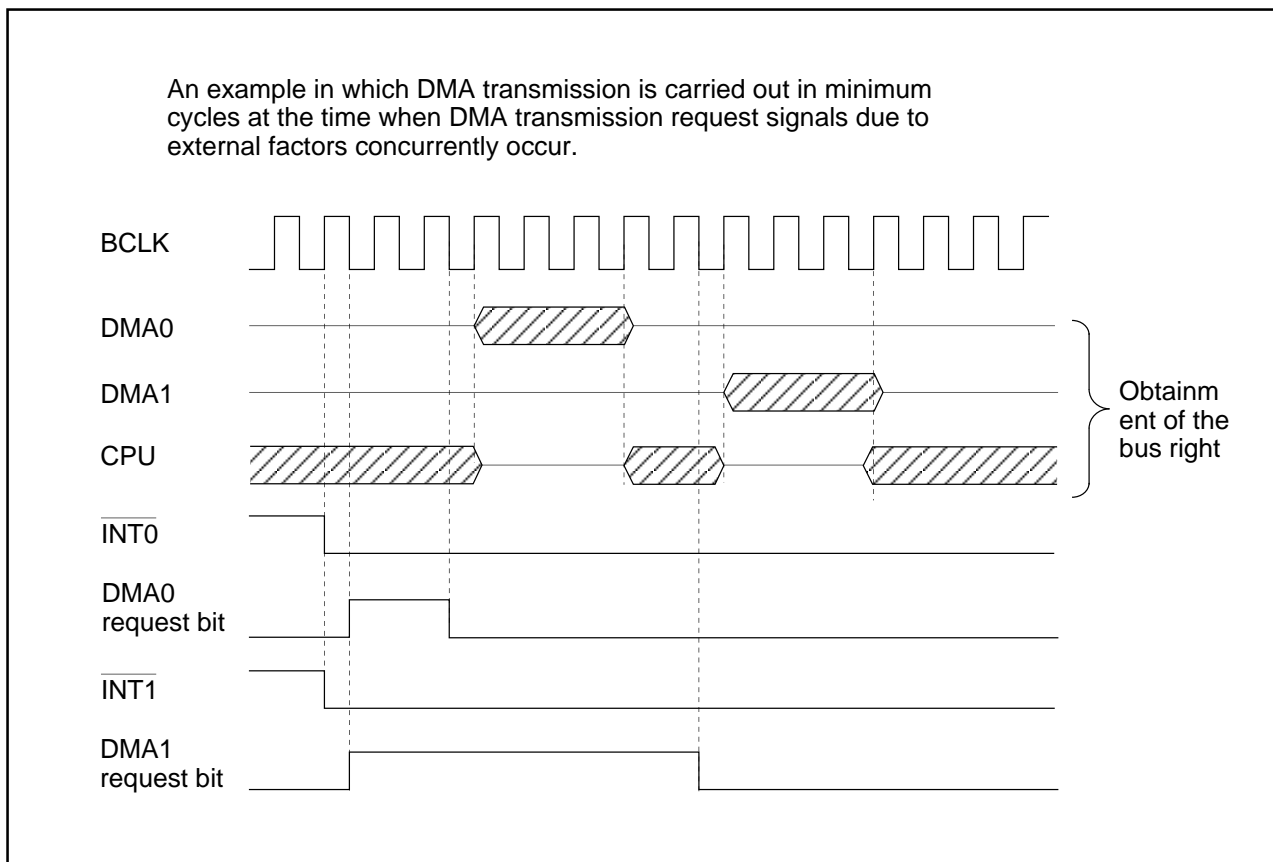 An example in which DMA transmission is carried out in minimum
cycles at the time when DMA transmission request signals due to
external factors concurrently occur.
BCLK
DMA0
DMA1
CPU
Obtainm
ent of the
bus right
INT0
DMA0
request bit
INT1
DMA1
request bit